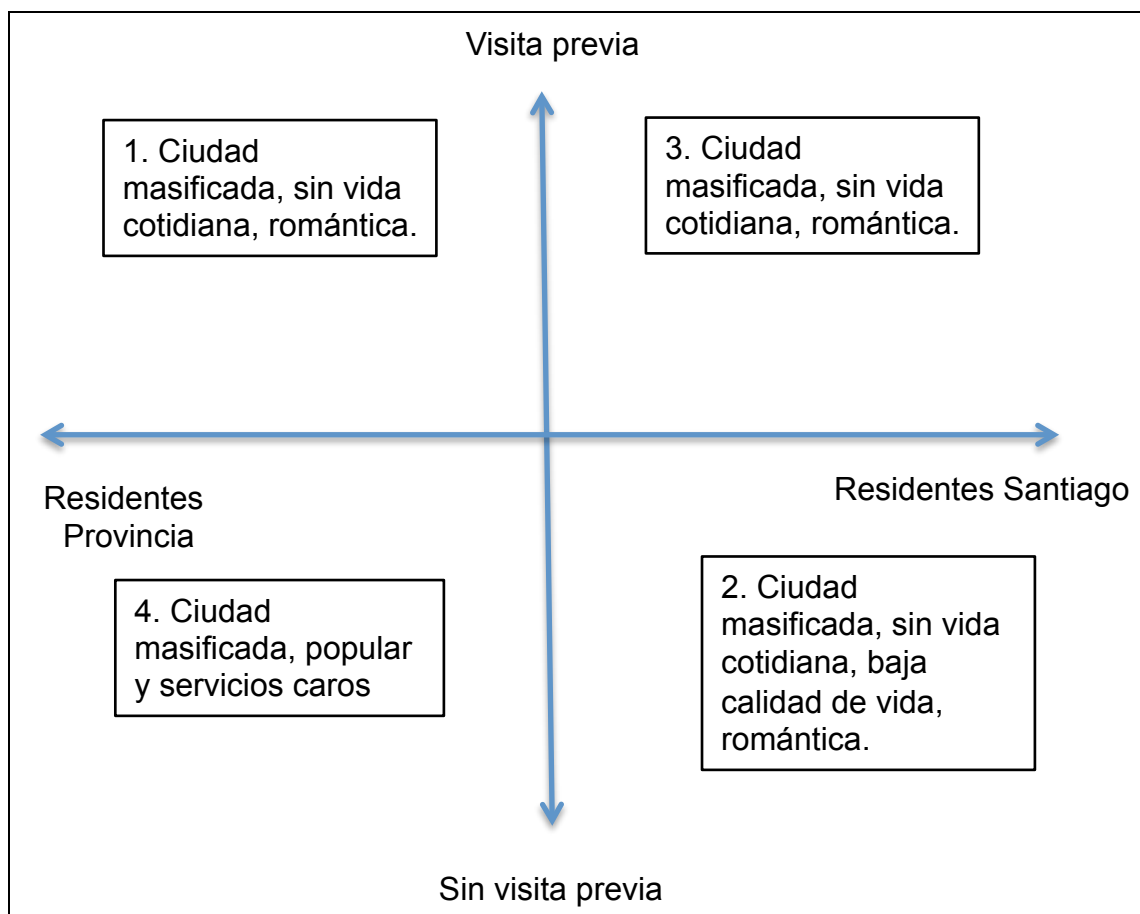 Visita previa
1. Ciudad
masificada, sin vida
cotidiana, romántica.
3. Ciudad
masificada, sin vida
cotidiana, romántica.
Residentes
Provincia
Residentes Santiago
4. Ciudad
masificada, popular
y servicios caros
2. Ciudad
masificada, sin vida
cotidiana, baja
calidad de vida,
romántica.
Sin visita previa